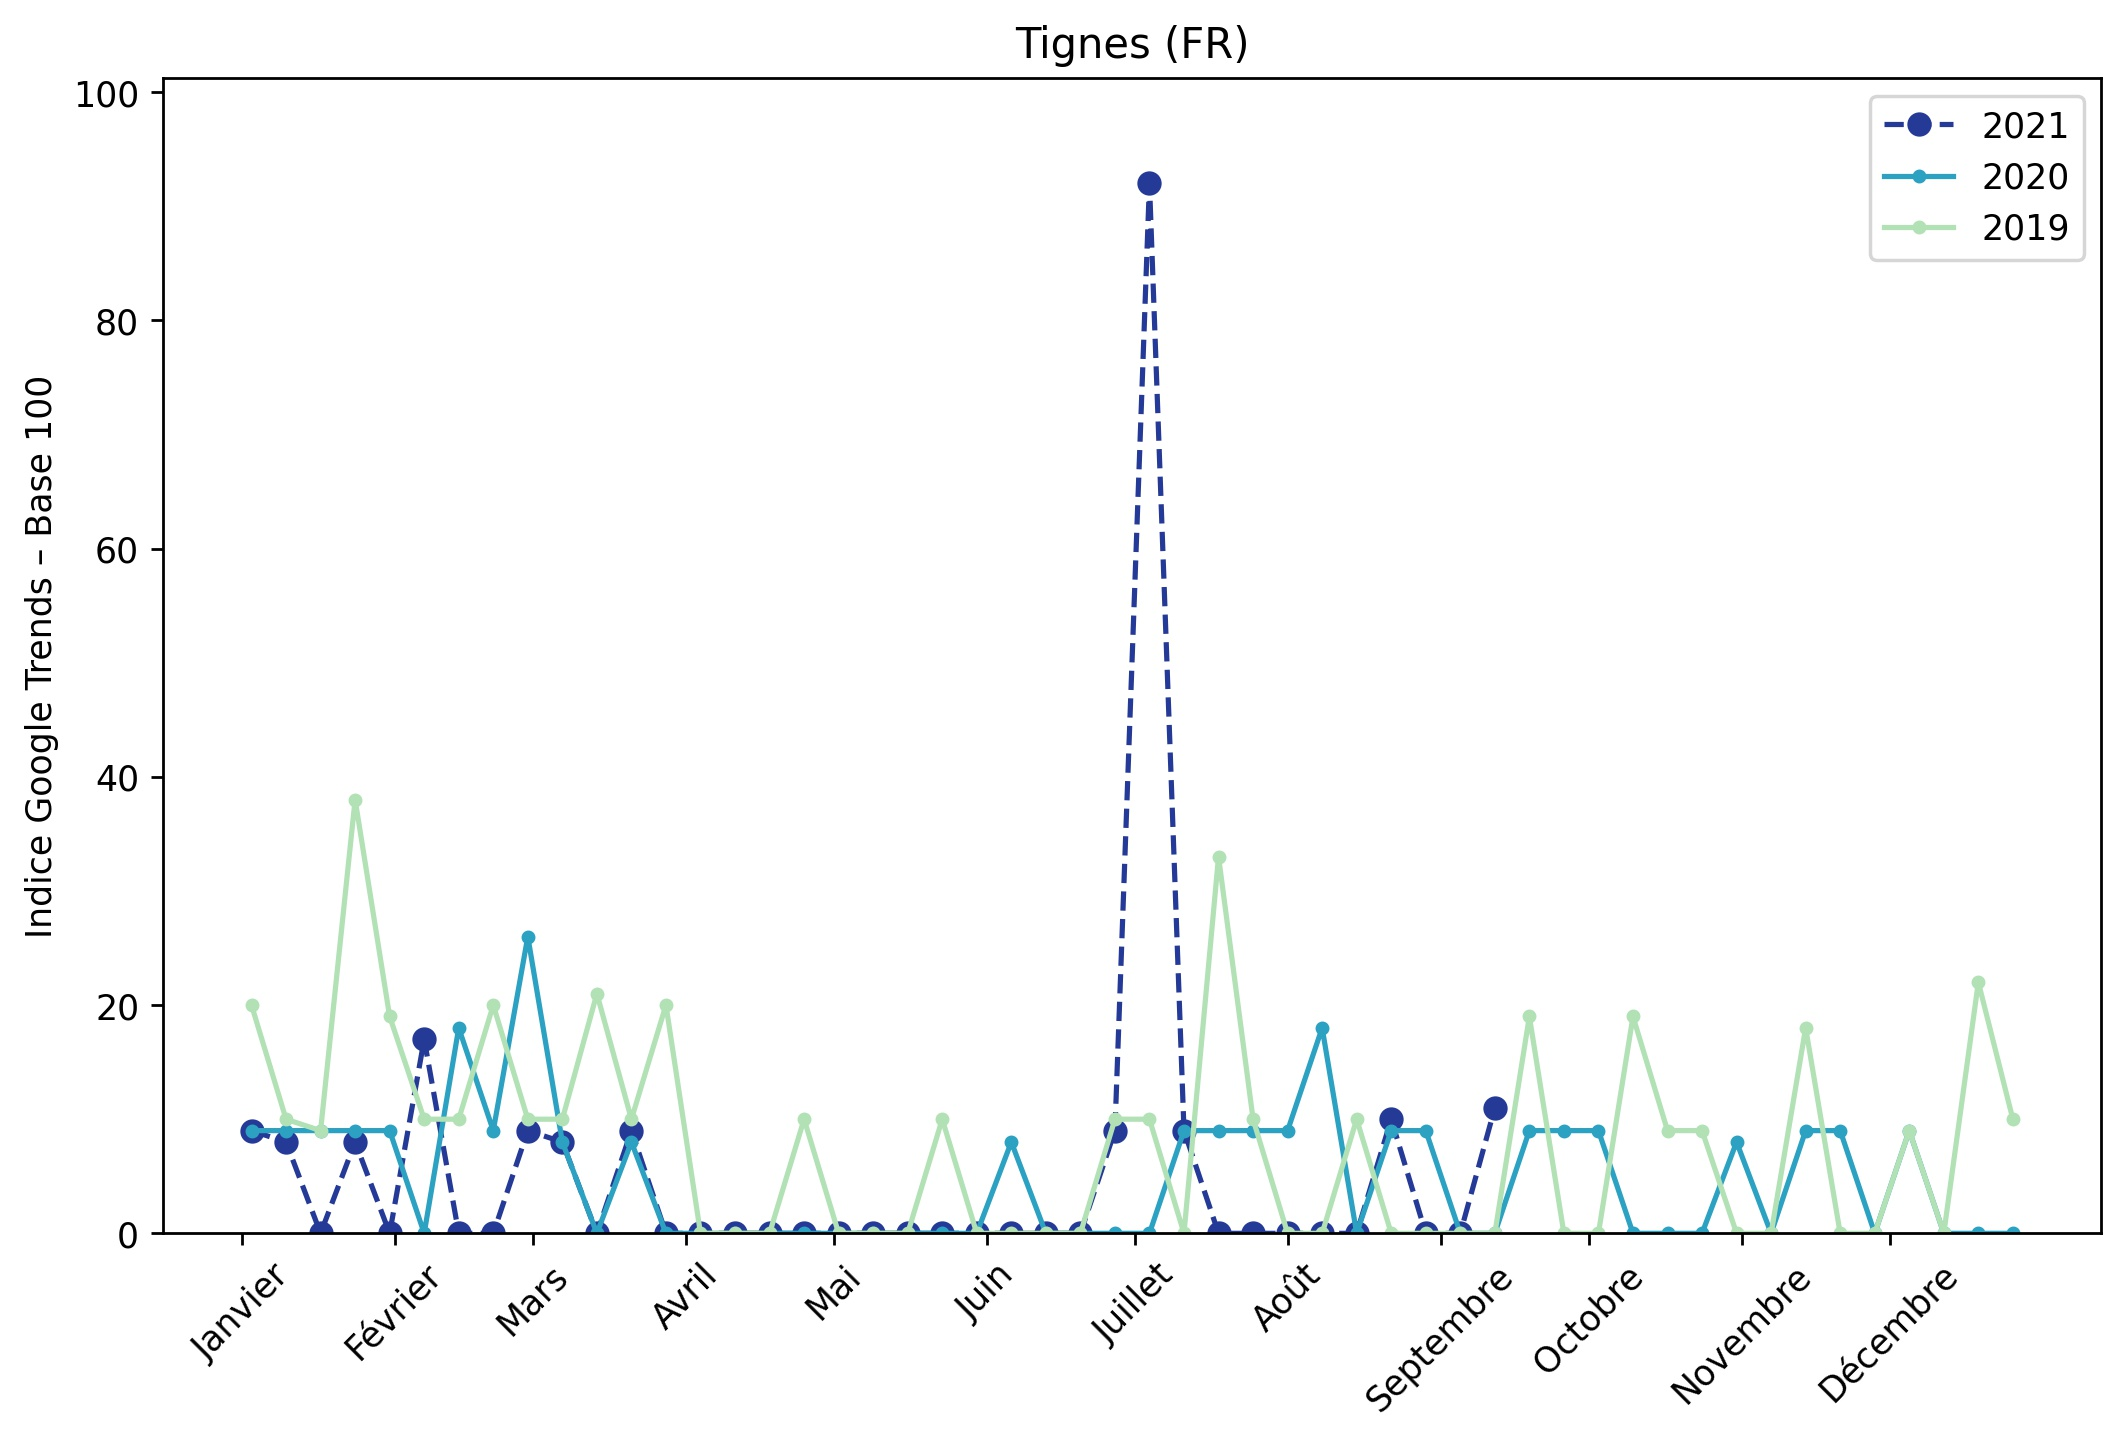 Tignes (FR)
100
80
60
40
20
0
Indice Google Trends – Base 100
2021
2020
2019
Janvier
Février
Mars
Avril
Mai
Juin
Juillet
Août
Septembre
Octobre
Novembre
Décembre